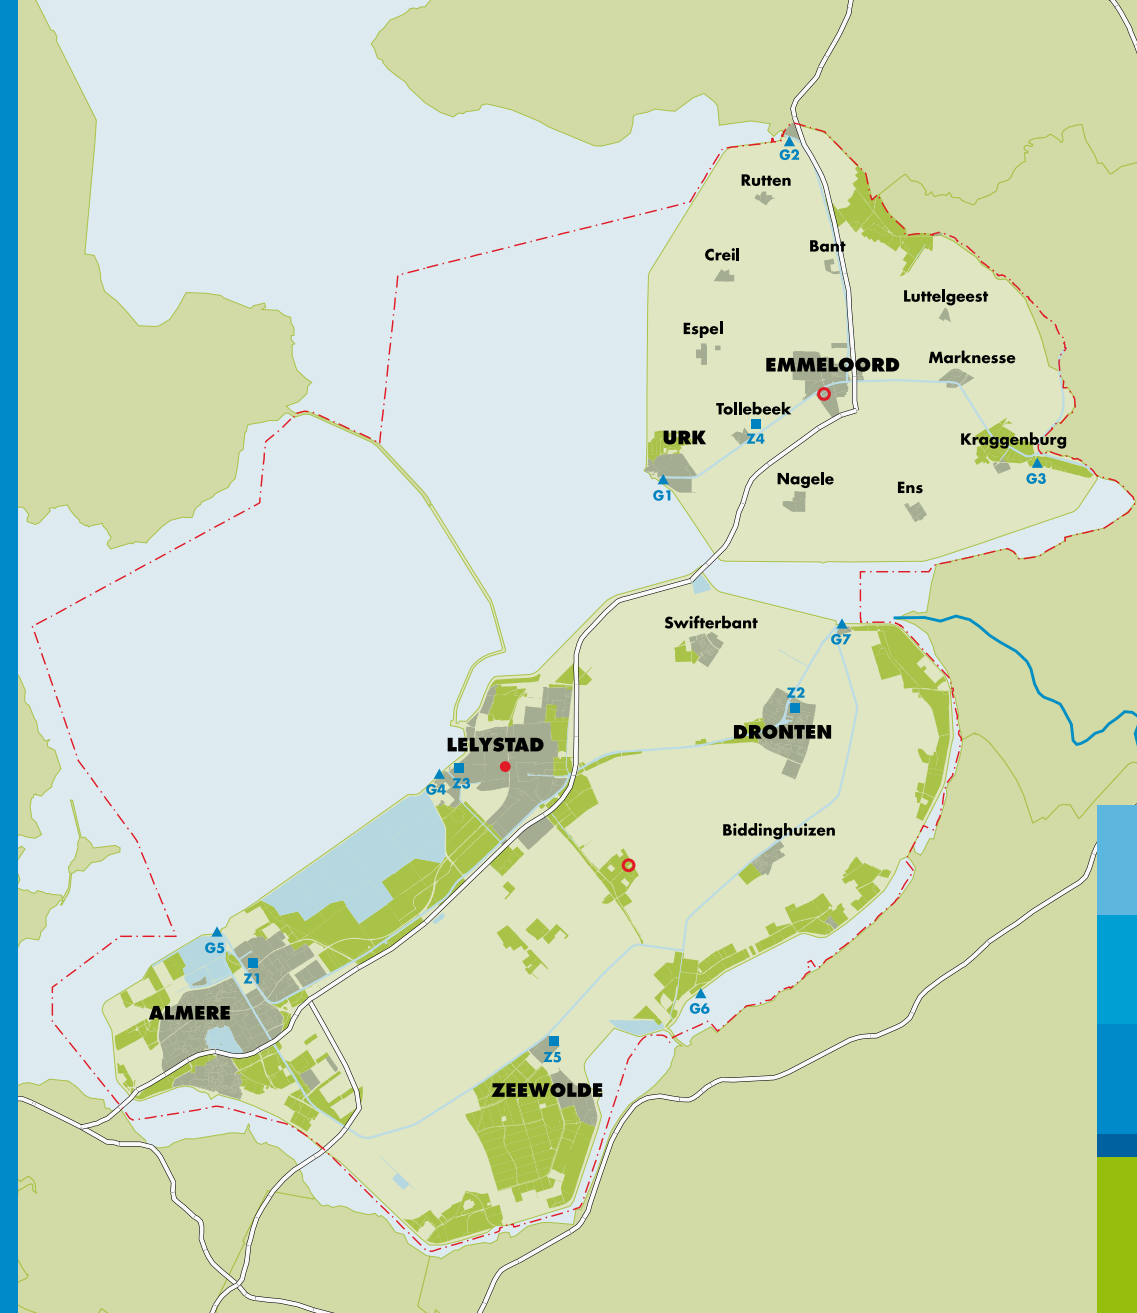 G2
Rutten
Bant
Creil
Luttelgeest
Espel
EMMELOORD
Marknesse
Tollebeek
URK
Z4
Kraggenburg
Nagele
G3
Ens
G1
Swifterbant
G7
Z2
DRONTEN
LELYSTAD
G4
Z3
Biddinghuizen
G5
Z1
G6
ALMERE
Z5
ZEEWOLDE